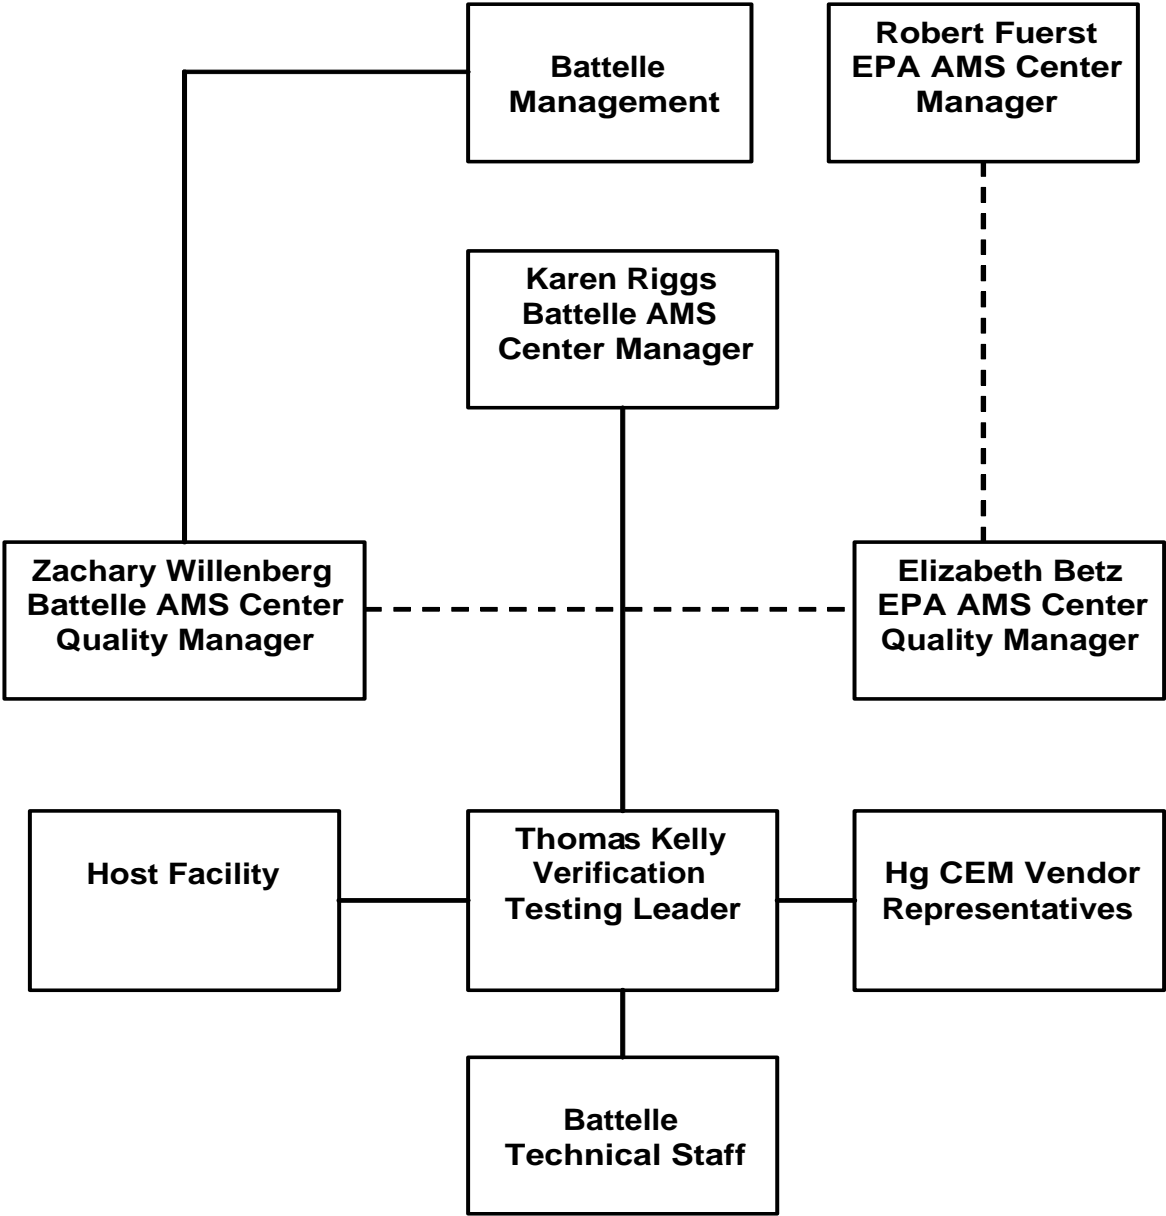 Battelle
Management
Robert Fuerst
EPA AMS Center
Manager
Karen Riggs
Battelle AMS
Center Manager
Zachary Willenberg
Battelle AMS Center
Quality Manager
Elizabeth Betz
EPA AMS Center
Quality Manager
Host Facility
Thomas Kelly
Verification
Testing Leader
Hg CEM Vendor
Representatives
Battelle
Technical Staff